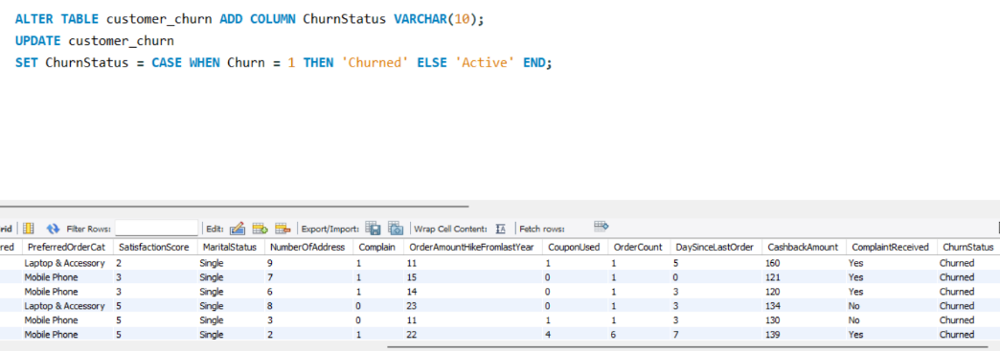 ALTER TABLE customer_churn ADD COLUMN ChurnStatus VARCHAR(10);
UPDATE customer_churn
SET ChurnStatus = CASE WHEN Churn = 1 THEN 'Churned' ELSE 'Active' END;
rid Filter Rows: Edit: Export/Import: Wrap Cell Content: IA Fetch rows:
red PreferredOrderCat SatisfactionScore MaritalStatus NumberOfAddress Complain OrderAmountHikeFromlastYear CouponUsed OrderCount DaySinceLastOrder CashbackAmount ComplaintReceived ChurnStatus
Laptop & Accessory 2 Single 9 1 11 1 1 5 160 Yes Churned
Mobile Phone 3 Single 7 1 15 0 1 0 121 Yes Churned
Mobile Phone 3 Single 6 1 14 0 1 3 120 Yes Churned
Laptop & Accessory 5 Single 8 0 23 0 1 3 134 No Churned
Mobile Phone 5 Single 3 0 11 1 1 3 130 No Churned
Mobile Phone 5 Single 2 1 22 4 6 7 139 Yes Churned